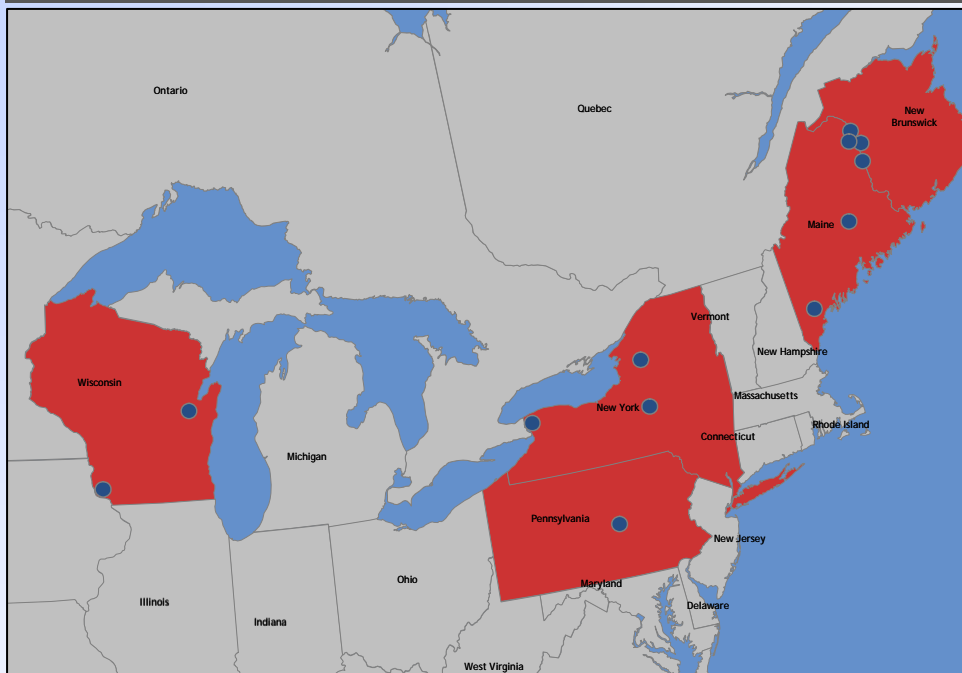 Ontario
Quebec
New
Brunswick
Maine
Vermont
New Hampshire
Wisconsin
Massachusetts
New York
Rhode Island
Connecticut
Michigan
Pennsylvania
New Jersey
Ohio
Maryland
Illinois
Delaware
Indiana
West Virginia